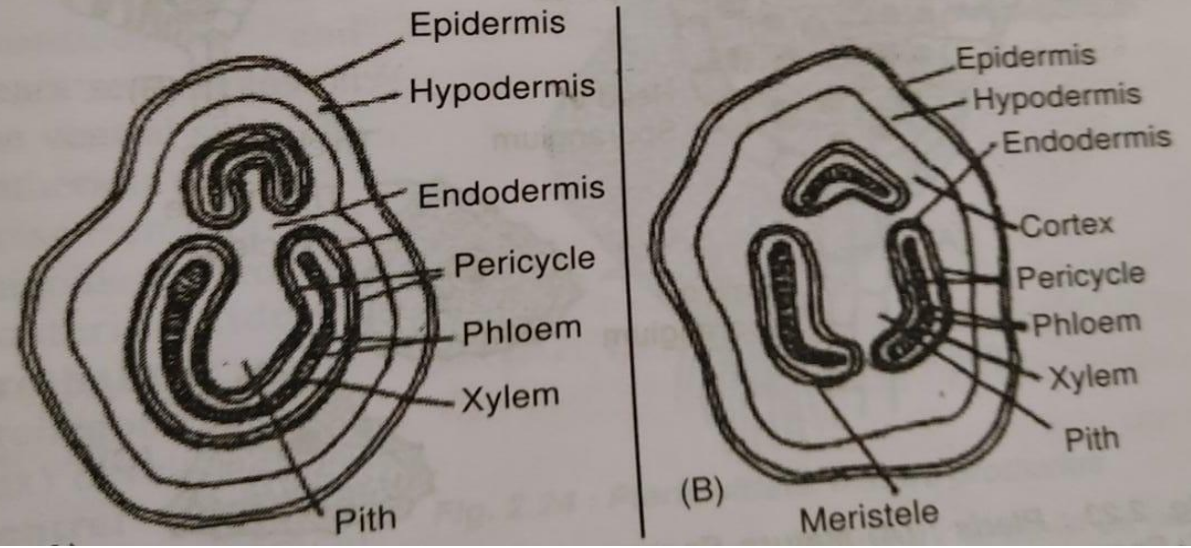 Epidermis
Hypodermis
Endodermis
Pericycle
Phloem
Xylem
Pith
Epidermis
Hypodermis
Endodermis
Cortex
Pericycle
Phloem
Xylem
Pith
(B)
Meristele